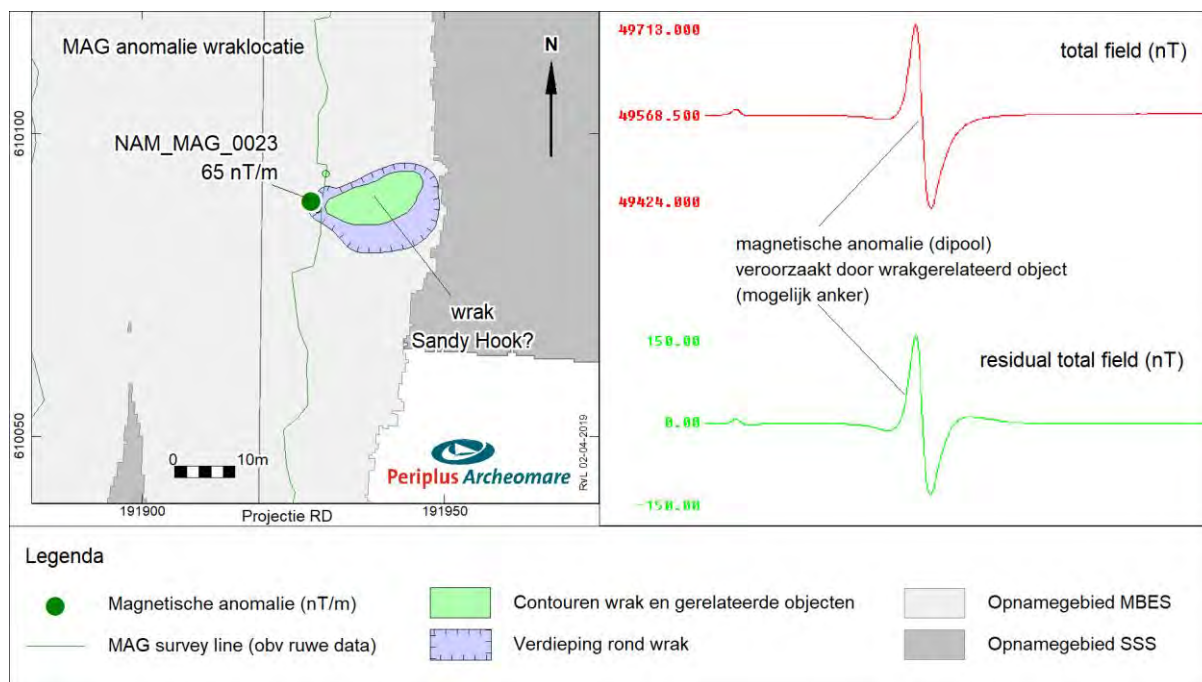 MAG anomalie wraklocatie
N
610100
NAM_MAG_0023
65 nT/m
wrak
Sandy Hook?
610050
0 10m
Periplus Archeomare
RvL 02-04-2019
191900
191950
Projectie RD
49713.000
total field (nT)
49568.500
49424.000
magnetische anomalie (dipool)
veroorzaakt door wrakgerelateerd object
(mogelijk anker)
150.00
residual total field (nT)
0.00
-150.00
Legenda
Magnetische anomalie (nT/m)
Contouren wrak en gerelateerde objecten
Opnamegebied MBES
MAG survey line (obv ruwe data)
Verdieping rond wrak
Opnamegebied SSS